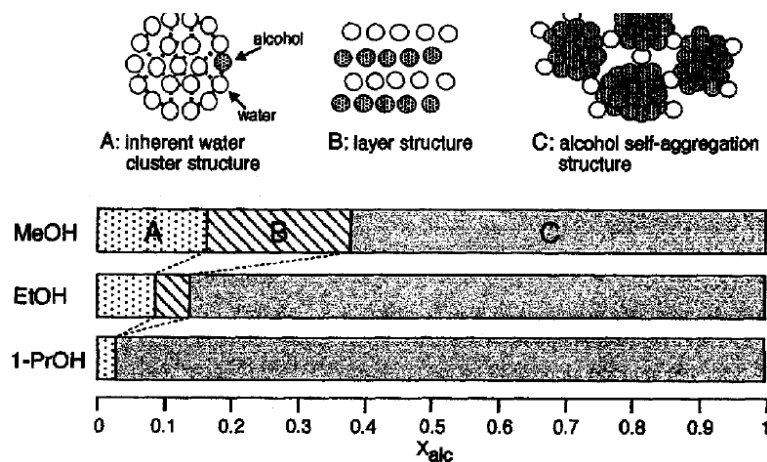 alcohol
water
A: inherent water
cluster structure
B: layer structure
C: alcohol self-aggregation
structure
MeOH
A
B
C
EtOH
1-PrOH
0 0.1 0.2 0.3 0.4 0.5 0.6 0.7 0.8 0.9 1
Xalc